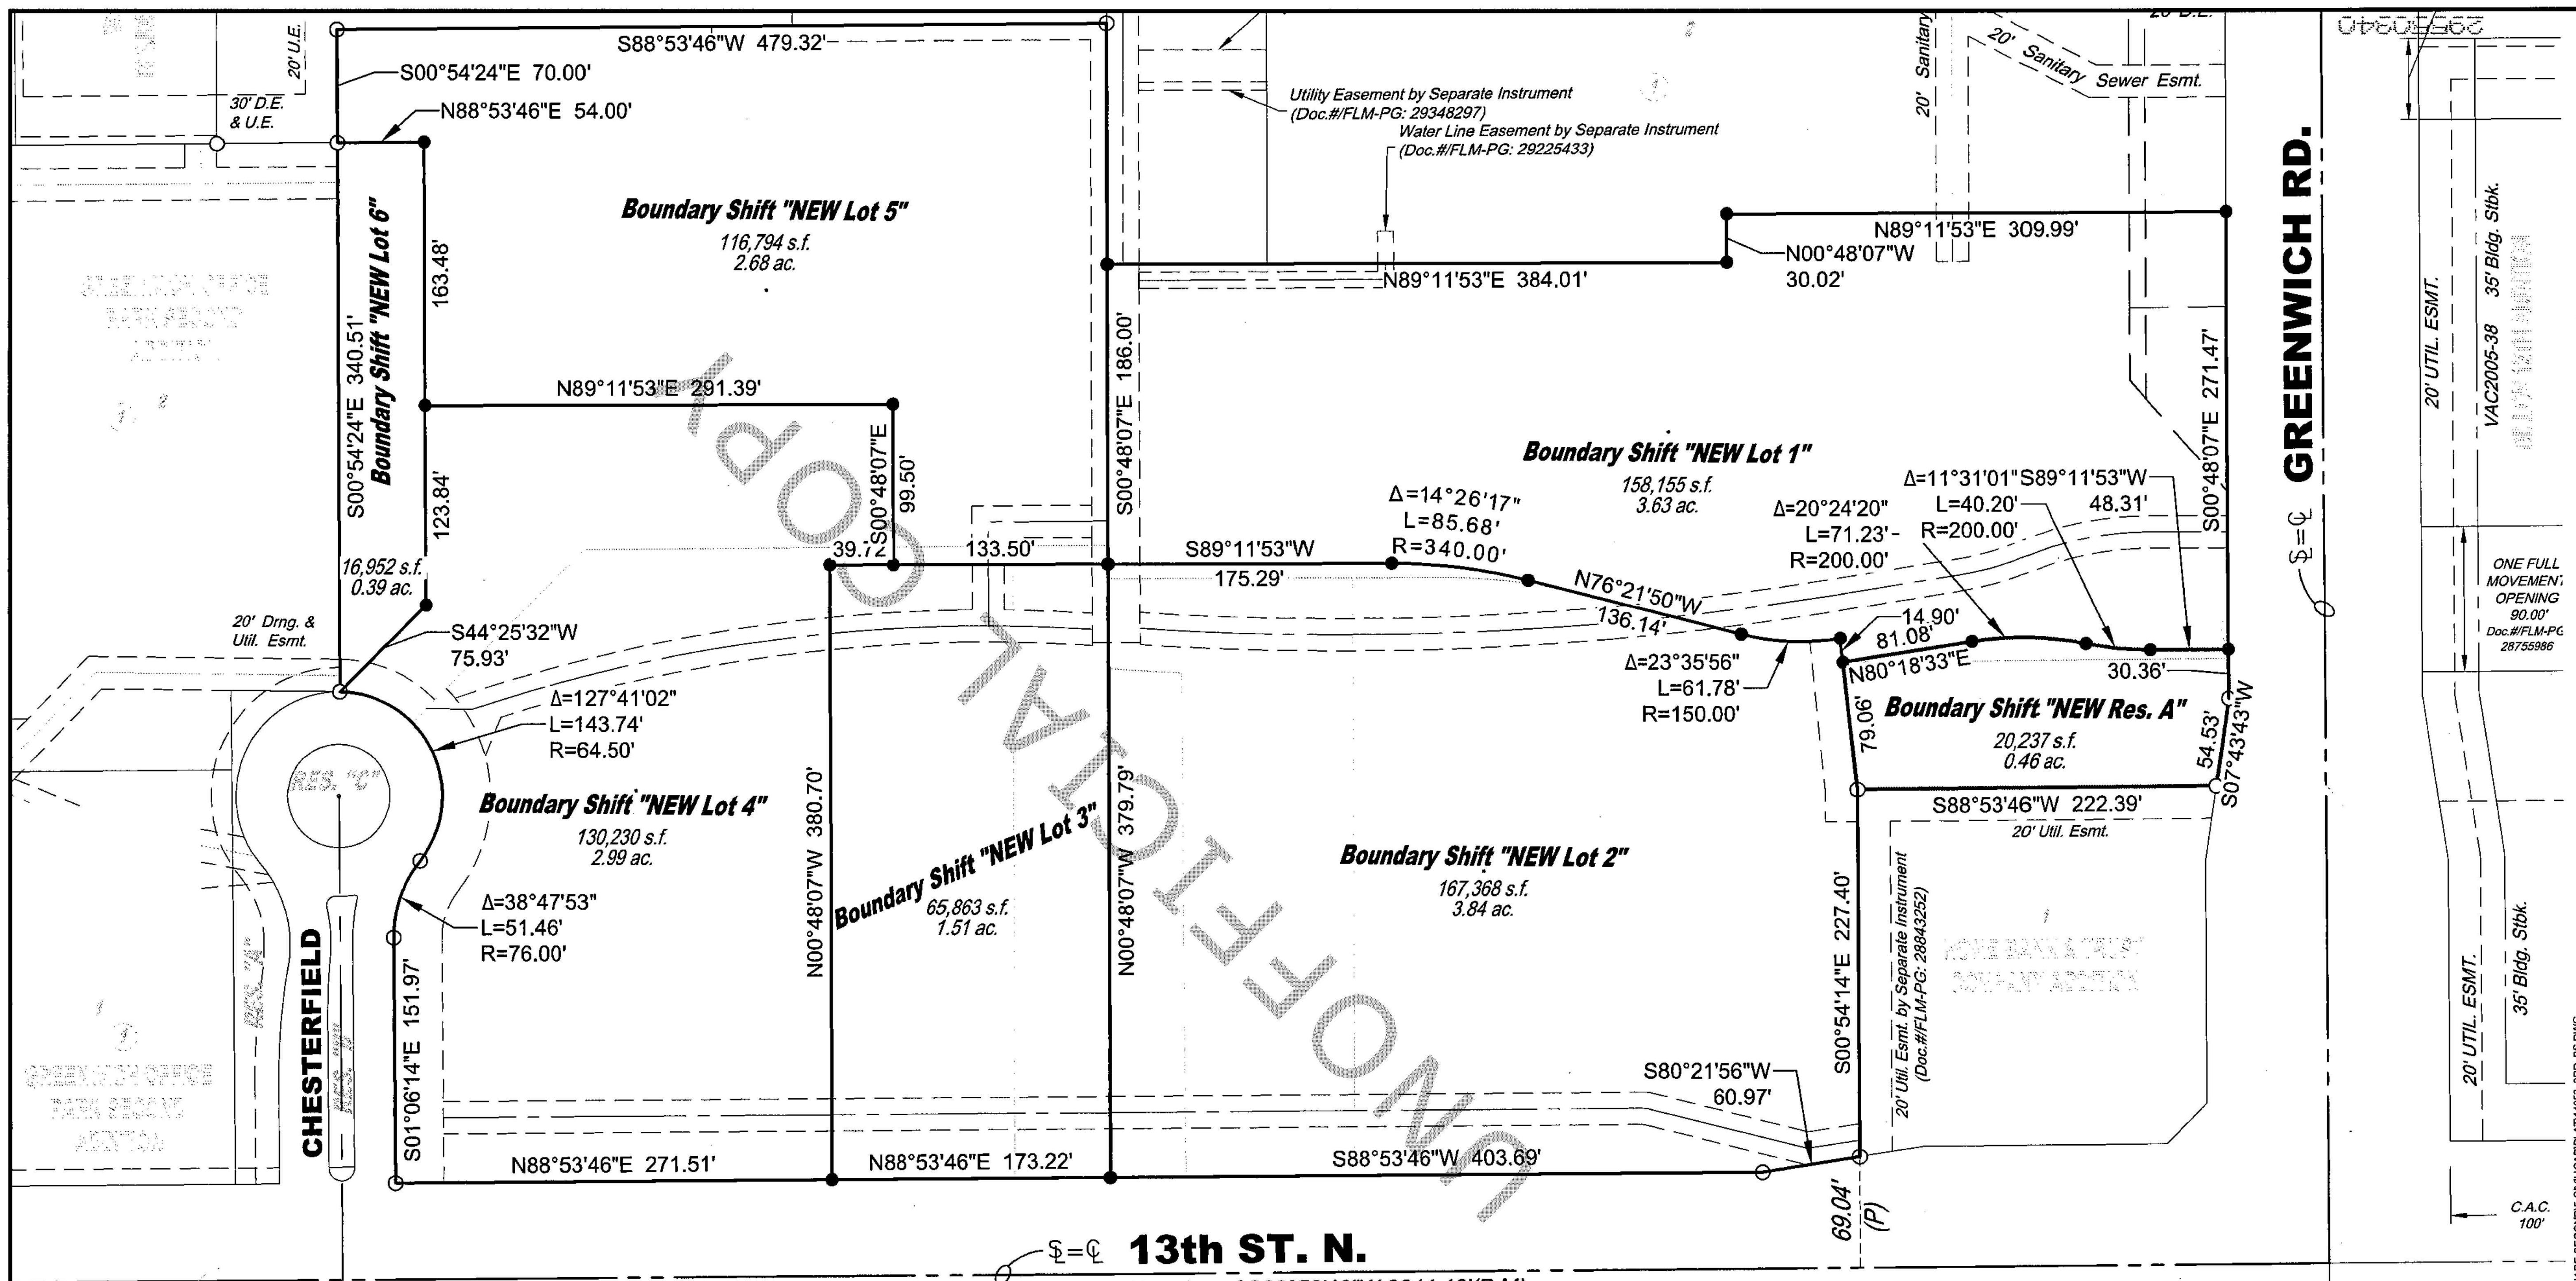 S88°53'46"W 479.32'
20' U.E.
S00°54'24"E 70.00'
30' D.E.
& U.E.
N88°53'46"E 54.00'
Utility Easement by Separate Instrument
(Doc.#/FLM-PG: 29348297)
Water Line Easement by Separate Instrument
(Doc.#/FLM-PG: 29225433)
2
1
20' Sanitary
20' Sanitary Sewer Esmt.
20' D.E.
29550340
GREENWICH RD.
Boundary Shift "NEW Lot 5"
116,794 s.f.
2.68 ac.
Boundary Shift "NEW Lot 6"
16,952 s.f.
0.39 ac.
S00°54'24"E 340.51'
163.48'
123.84'
N89°11'53"E 291.39'
S00°48'07"E
99.50'
39.72'
133.50'
S00°48'07"E 186.00'
N89°11'53"E 384.01'
N00°48'07"W
30.02'
N89°11'53"E 309.99'
S00°48'07"E 271.47'
Boundary Shift "NEW Lot 1"
158,155 s.f.
3.63 ac.
S89°11'53"W
175.29'
Δ=14°26'17"
L=85.68'
R=340.00'
N76°21'50"W
136.14'
Δ=23°35'56"
L=61.78'
R=150.00'
Δ=20°24'20"
L=71.23'
R=200.00'
Δ=11°31'01"
L=40.20'
R=200.00'
S89°11'53"W
48.31'
14.90'
81.08'
N80°18'33"E
30.36'
79.06'
Boundary Shift "NEW Res. A"
20,237 s.f.
0.46 ac.
54.53'
S07°43'43"W
S88°53'46"W 222.39'
20' Util. Esmt.
20' Drng. &
Util. Esmt.
S44°25'32"W
75.93'
Δ=127°41'02"
L=143.74'
R=64.50'
RES. "C"
Boundary Shift "NEW Lot 4"
130,230 s.f.
2.99 ac.
Δ=38°47'53"
L=51.46'
R=76.00'
CHESTERFIELD
RES. "A"
S01°06'14"E 151.97'
N88°53'46"E 271.51'
N00°48'07"W 380.70'
Boundary Shift "NEW Lot 3"
65,863 s.f.
1.51 ac.
N88°53'46"E 173.22'
N00°48'07"W 379.79'
Boundary Shift "NEW Lot 2"
167,368 s.f.
3.84 ac.
S88°53'46"W 403.69'
S80°21'56"W
60.97'
S00°54'14"E 227.40'
20' Util. Esmt. by Separate Instrument
(Doc.#/FLM-PG: 28843252)
69.04'
(P)
13th ST. N.
20' UTIL. ESMT.
VAC2005-38 35' Bldg. Stbk.
ONE FULL
MOVEMENT
OPENING
90.00'
Doc.#/FLM-PG
28755986
20' UTIL. ESMT.
35' Bldg. Stbk.
C.A.C.
100'
UNOFFICIAL COPY